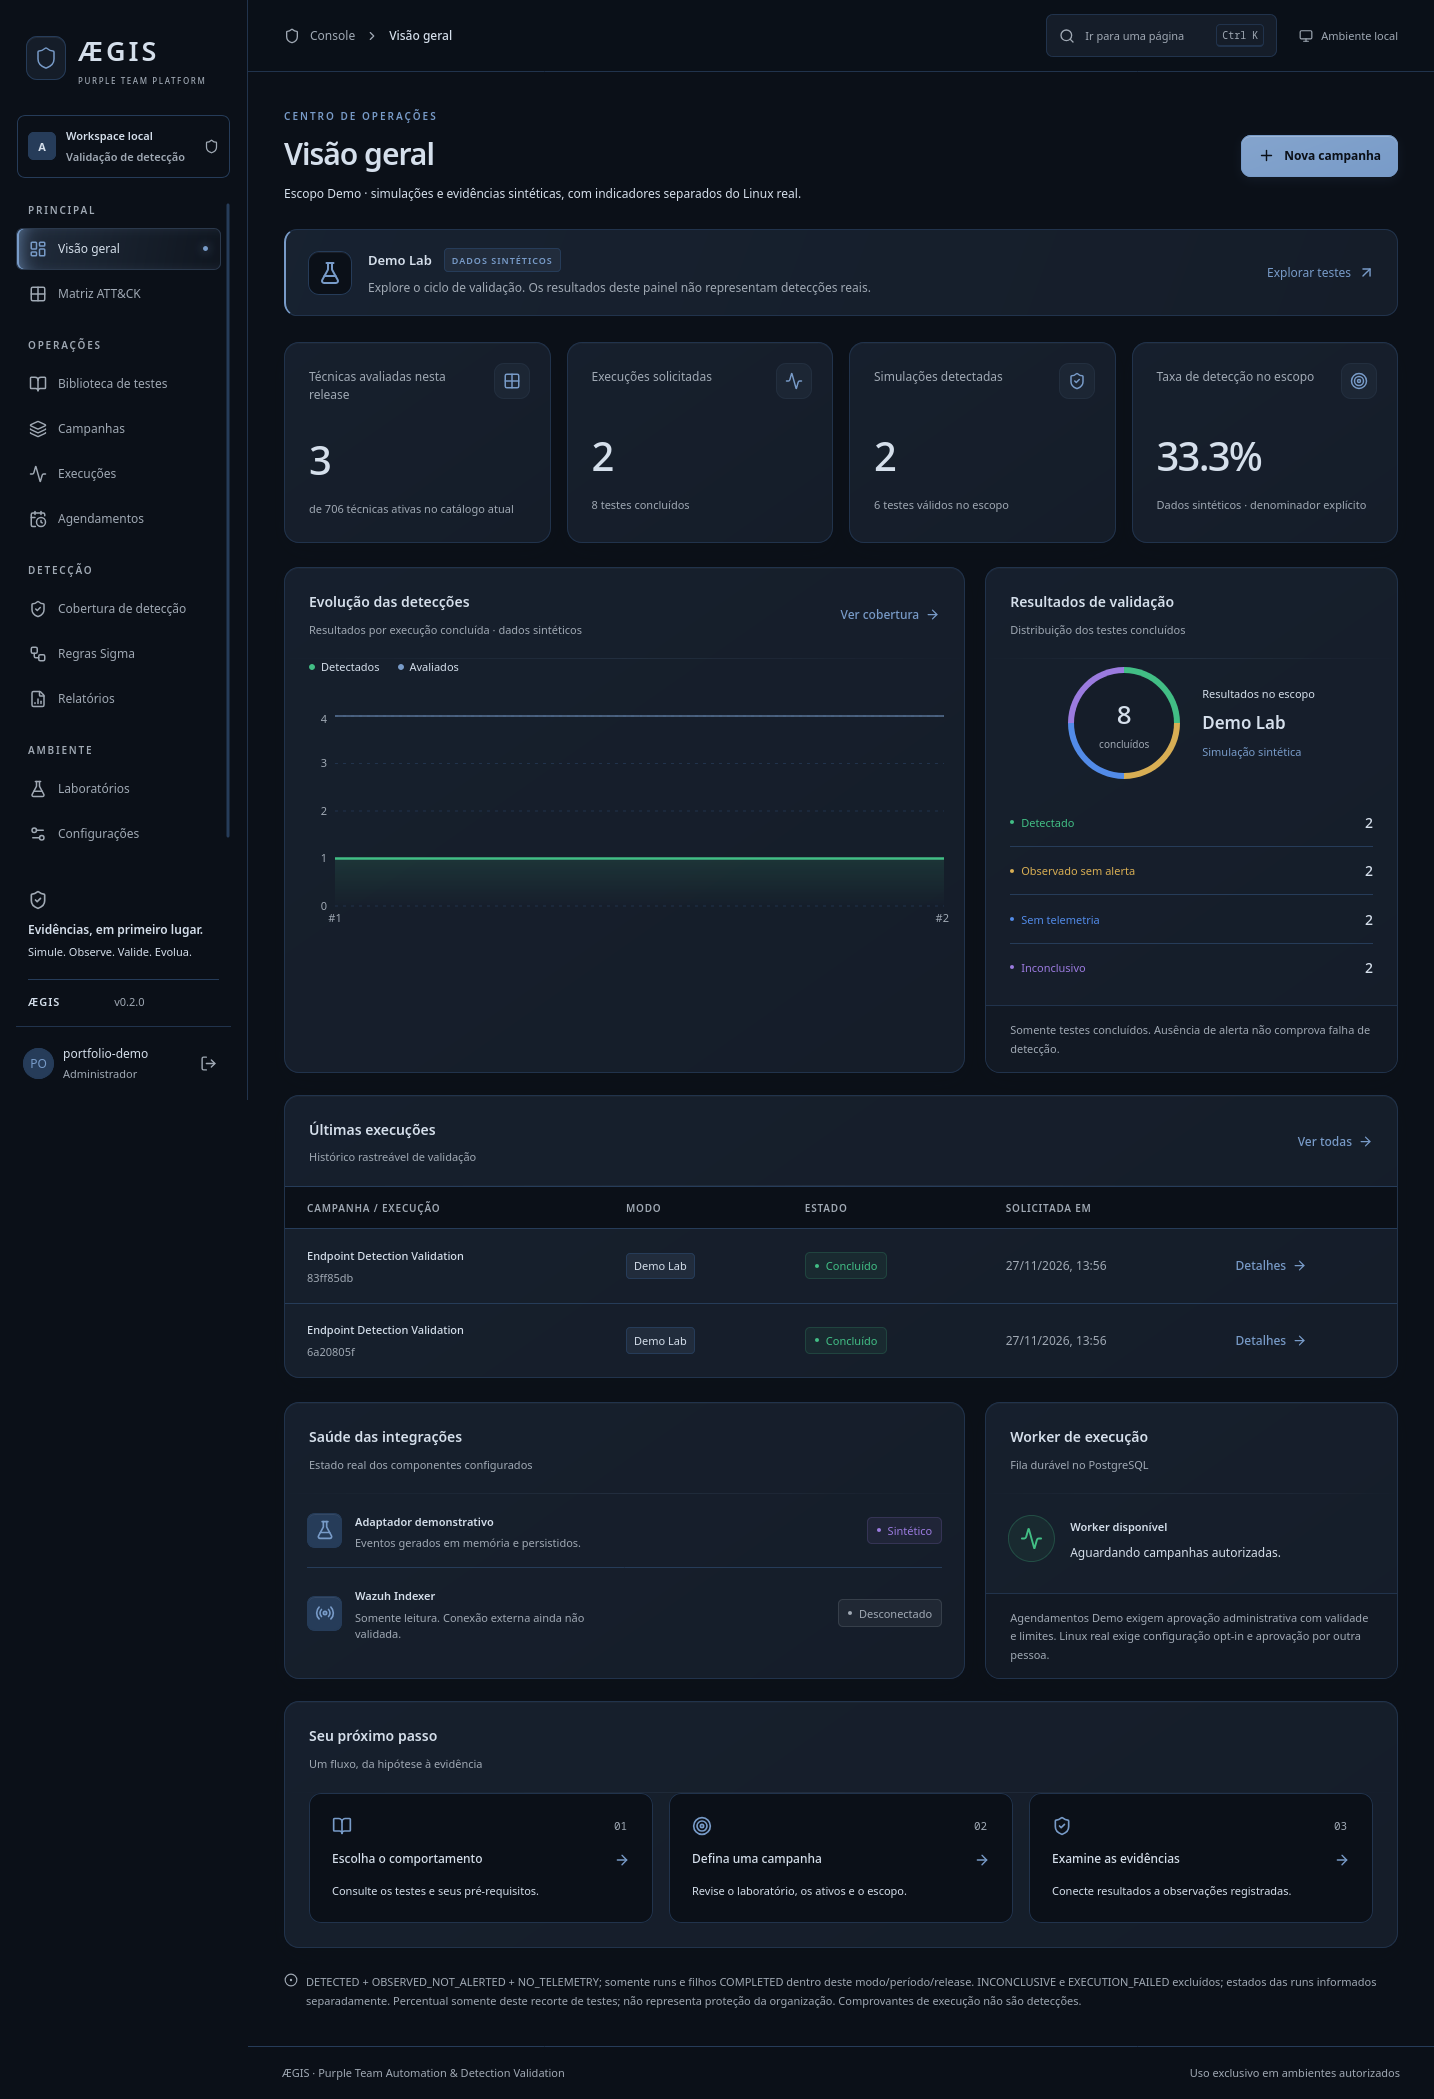 ÆGIS
PURPLE TEAM PLATFORM
A
Workspace local
Validação de detecção
PRINCIPAL
Visão geral
Matriz ATT&CK
OPERAÇÕES
Biblioteca de testes
Campanhas
Execuções
Agendamentos
DETECÇÃO
Cobertura de detecção
Regras Sigma
Relatórios
AMBIENTE
Laboratórios
Configurações
Evidências, em primeiro lugar.
Simule. Observe. Valide. Evolua.
ÆGIS v0.2.0
PO
portfolio-demo
Administrador
Console > Visão geral
Ir para uma página Ctrl K
Ambiente local
CENTRO DE OPERAÇÕES
Visão geral
Escopo Demo · simulações e evidências sintéticas, com indicadores separados do Linux real.
Nova campanha
Demo Lab DADOS SINTÉTICOS
Explore o ciclo de validação. Os resultados deste painel não representam detecções reais.
Explorar testes
Técnicas avaliadas nesta
release
3
de 706 técnicas ativas no catálogo atual
Execuções solicitadas
2
8 testes concluídos
Simulações detectadas
2
6 testes válidos no escopo
Taxa de detecção no escopo
33.3%
Dados sintéticos · denominador explícito
Evolução das detecções
Resultados por execução concluída · dados sintéticos
Ver cobertura
Detectados Avaliados
4
3
2
1
0
#1 #2
Resultados de validação
Distribuição dos testes concluídos
8
concluídos
Resultados no escopo
Demo Lab
Simulação sintética
Detectado 2
Observado sem alerta 2
Sem telemetria 2
Inconclusivo 2
Somente testes concluídos. Ausência de alerta não comprova falha de
detecção.
Últimas execuções
Histórico rastreável de validação
Ver todas
CAMPANHA / EXECUÇÃO MODO ESTADO SOLICITADA EM
Endpoint Detection Validation
83ff85db
Demo Lab Concluído 27/11/2026, 13:56 Detalhes
Endpoint Detection Validation
6a20805f
Demo Lab Concluído 27/11/2026, 13:56 Detalhes
Saúde das integrações
Estado real dos componentes configurados
Adaptador demonstrativo
Eventos gerados em memória e persistidos.
Sintético
Wazuh Indexer
Somente leitura. Conexão externa ainda não
validada.
Desconectado
Worker de execução
Fila durável no PostgreSQL
Worker disponível
Aguardando campanhas autorizadas.
Agendamentos Demo exigem aprovação administrativa com validade
e limites. Linux real exige configuração opt-in e aprovação por outra
pessoa.
Seu próximo passo
Um fluxo, da hipótese à evidência
01
Escolha o comportamento
Consulte os testes e seus pré-requisitos.
02
Defina uma campanha
Revise o laboratório, os ativos e o escopo.
03
Examine as evidências
Conecte resultados a observações registradas.
DETECTED + OBSERVED_NOT_ALERTED + NO_TELEMETRY; somente runs e filhos COMPLETED dentro deste modo/período/release. INCONCLUSIVE e EXECUTION_FAILED excluídos; estados das runs informados
separadamente. Percentual somente deste recorte de testes; não representa proteção da organização. Comprovantes de execução não são detecções.
ÆGIS · Purple Team Automation & Detection Validation
Uso exclusivo em ambientes autorizados